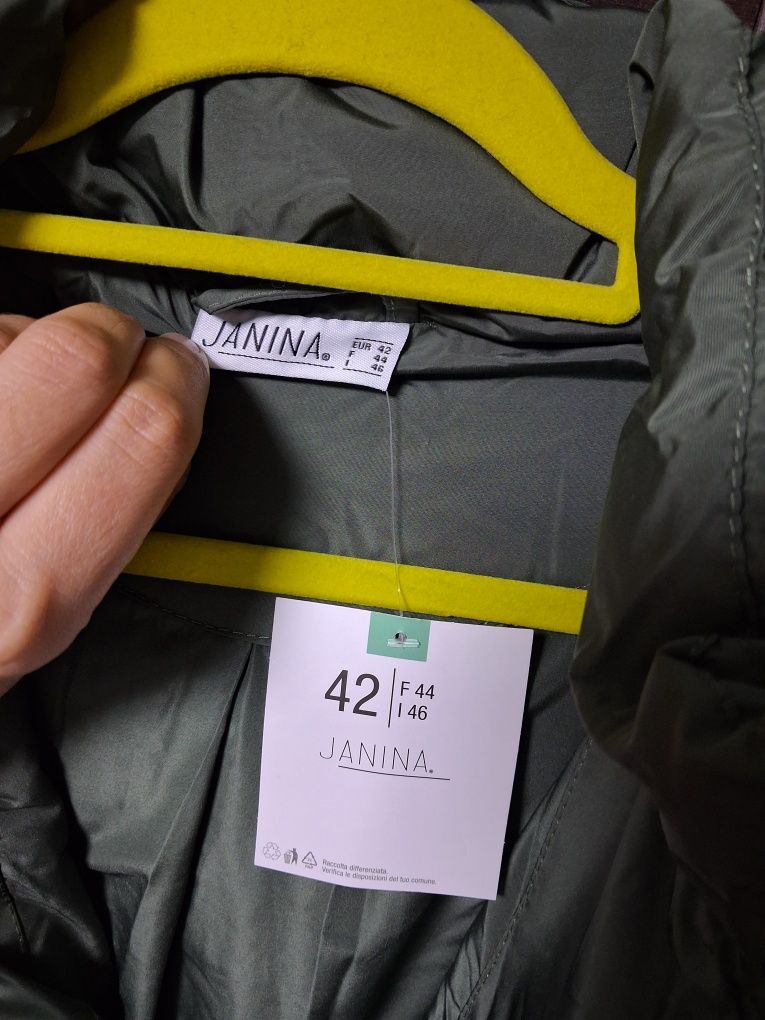 JANINA®
EUR 42
F 44
I 46
42
F 44
I 46
JANINA.
Raccolta differenziata.
Verifica le disposizioni del tuo comune.